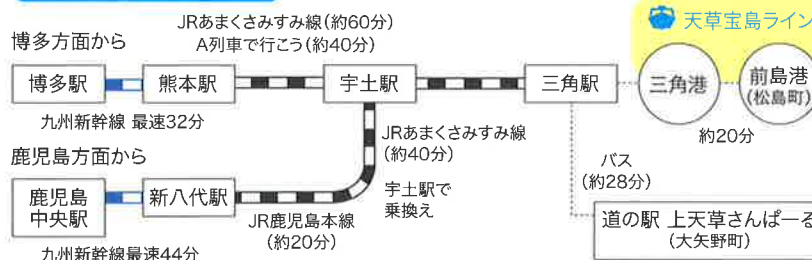 天草宝島ライン
JRあまくさみすみ線(約60分)
A列車で行こう(約40分)
博多方面から
博多駅
熊本駅
宇土駅
三角駅
三角港
前島港
(松島町)
九州新幹線 最速32分
約20分
鹿児島方面から
JRあまくさみすみ線
(約40分)
宇土駅で
乗換え
バス
(約28分)
鹿児島
中央駅
新八代駅
JR鹿児島本線
(約20分)
道の駅 上天草さんぱーる
(大矢野町)
九州新幹線最速44分